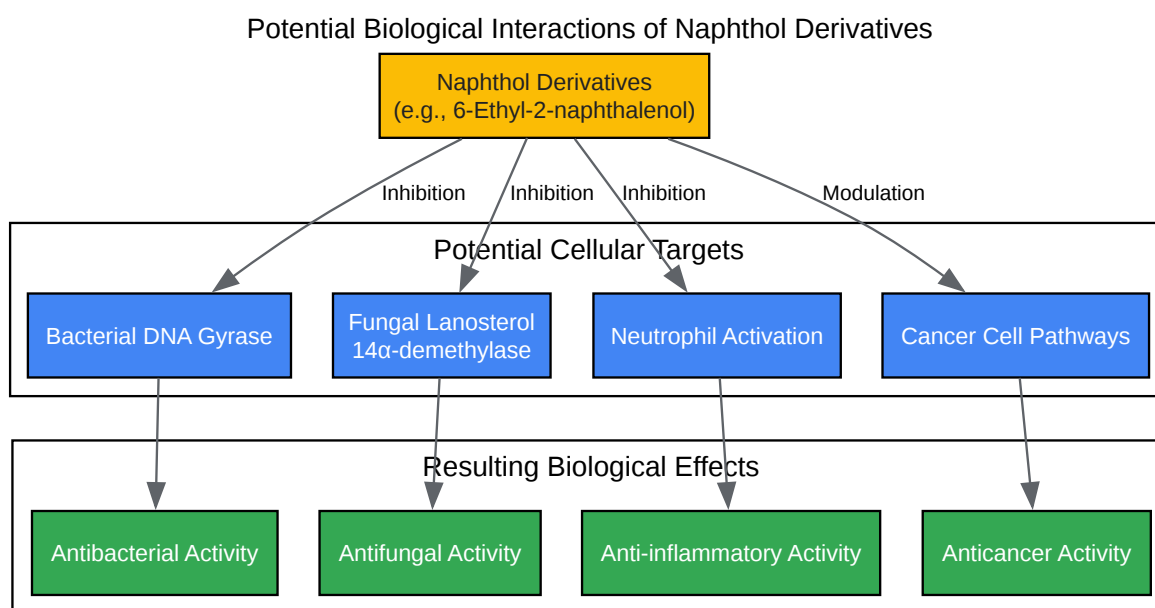 Potential Biological Interactions of Naphthol Derivatives
Naphthol Derivatives
(e.g., 6-Ethyl-2-naphthalenol)
Inhibition
Inhibition
Inhibition
Modulation
Potential Cellular Targets
Bacterial DNA Gyrase
Fungal Lanosterol
14α-demethylase
Neutrophil Activation
Cancer Cell Pathways
Resulting Biological Effects
Antibacterial Activity
Antifungal Activity
Anti-inflammatory Activity
Anticancer Activity